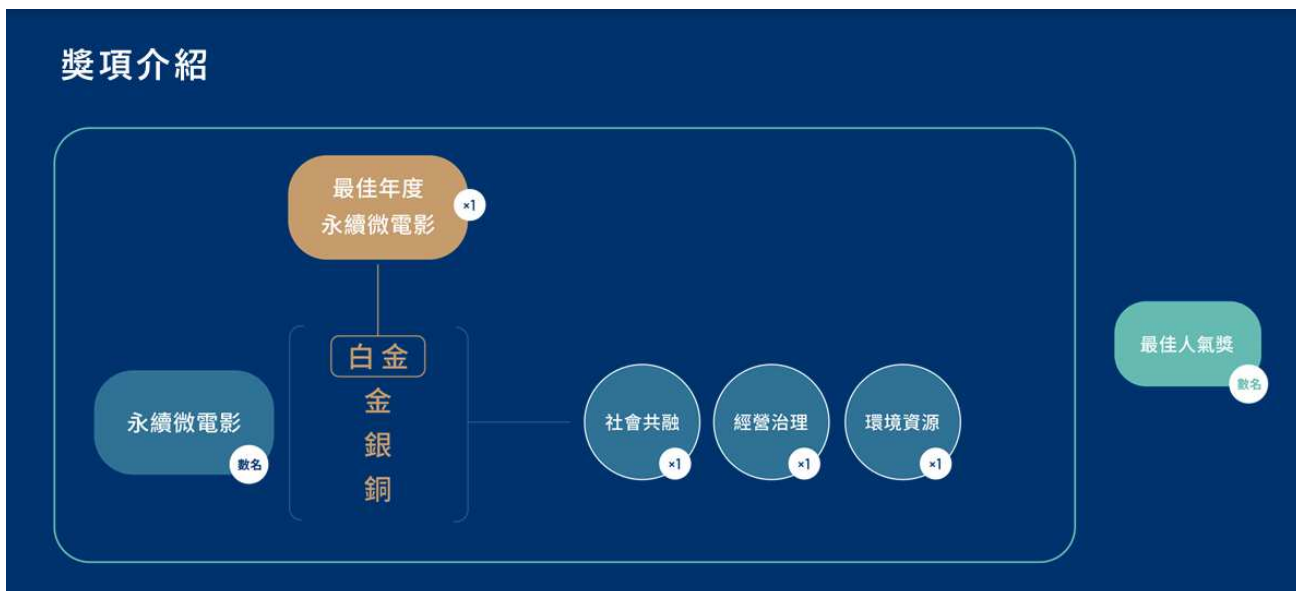 獎項介紹
最佳年度
永續微電影
×1
白金
金
銀
銅
永續微電影
數名
社會共融
×1
經營治理
×1
環境資源
×1
最佳人氣獎
數名